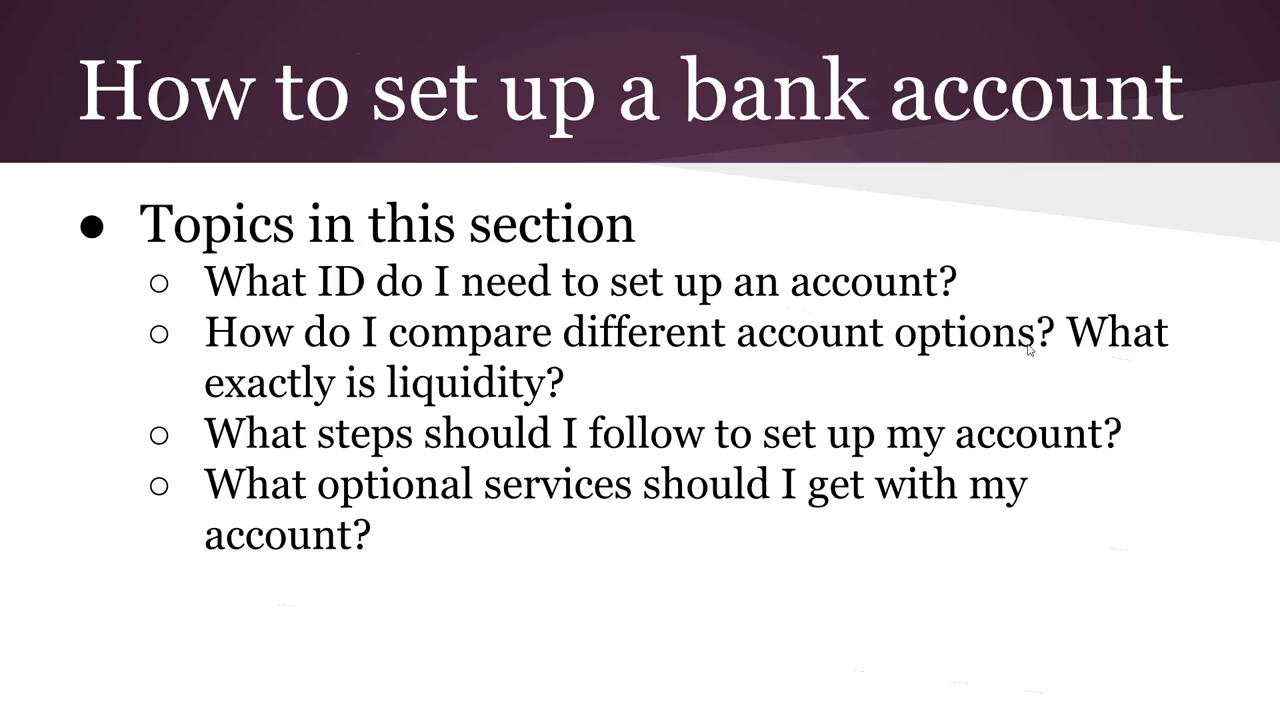 How to set up a bank account
● Topics in this section
○ What ID do I need to set up an account?
○ How do I compare different account options? What
exactly is liquidity?
○ What steps should I follow to set up my account?
○ What optional services should I get with my
account?